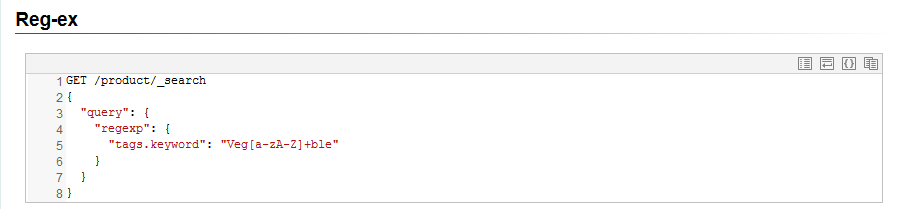 Reg-ex
1 GET /product/_search
2 {
3   "query": {
4     "regexp": {
5       "tags.keyword": "Veg[a-zA-Z]+ble"
6     }
7   }
8 }